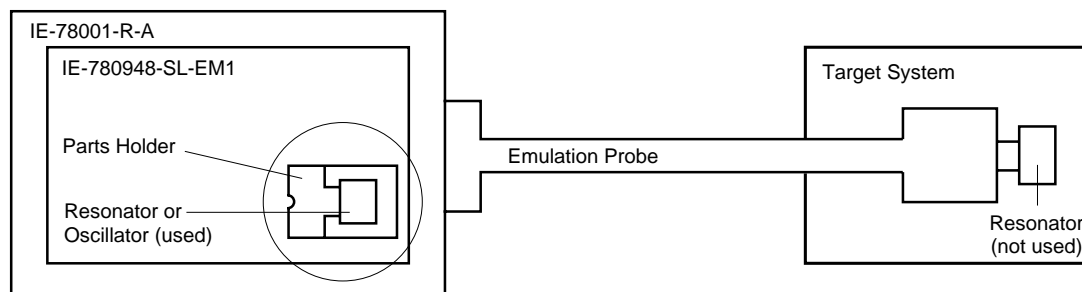 IE-78001-R-A
IE-780948-SL-EM1
Parts Holder
Resonator or
Oscillator (used)
Emulation Probe
Target System
Resonator
(not used)